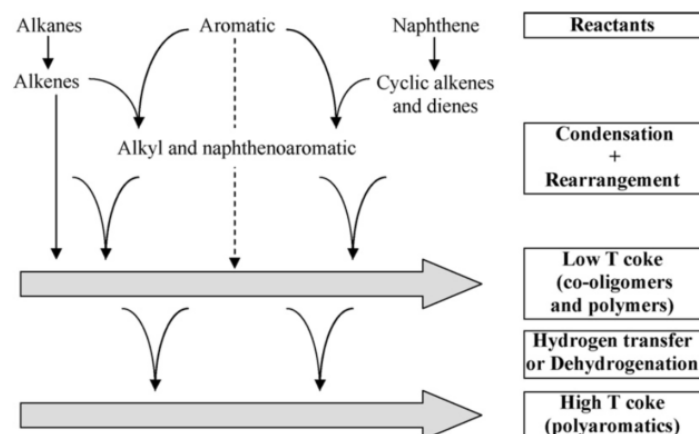 Alkanes
Aromatic
Naphthene
Reactants
Alkenes
Cyclic alkenes
and dienes
Alkyl and naphthenoaromatic
Condensation
+
Rearrangement
Low T coke
(co-oligomers
and polymers)
Hydrogen transfer
or Dehydrogenation
High T coke
(polyaromatics)